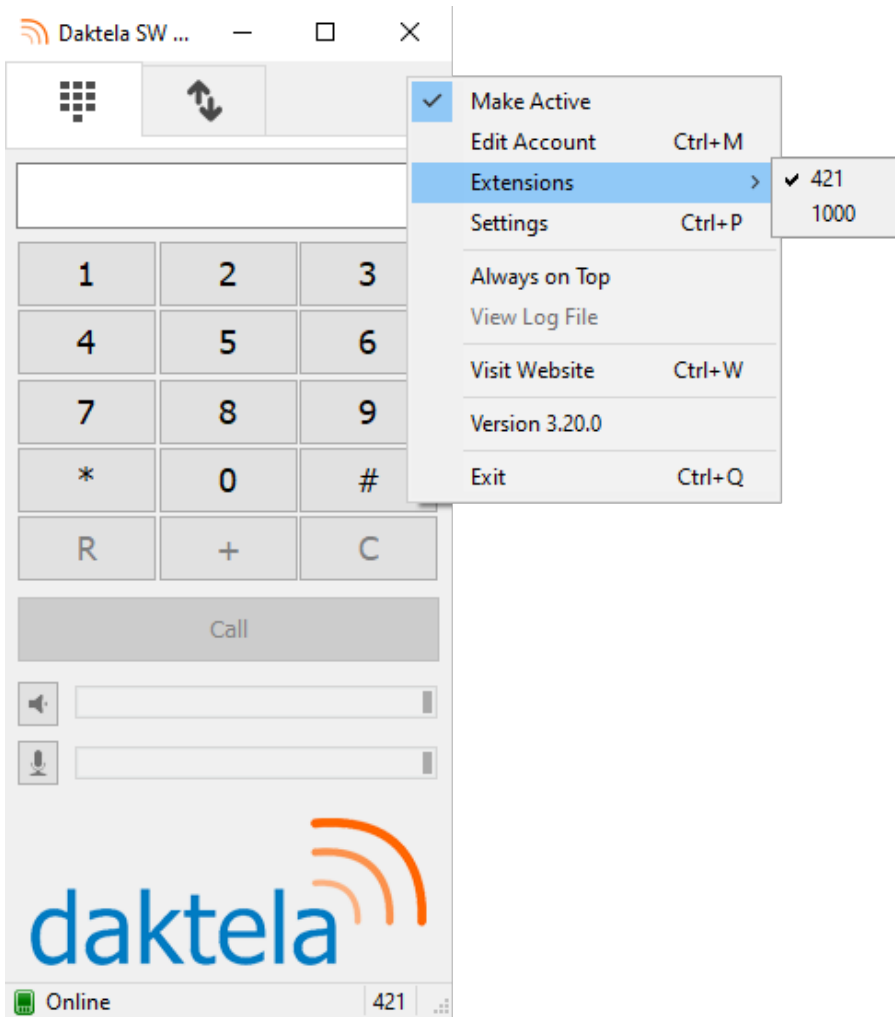 Daktela SW ...
Make Active
Edit Account Ctrl+M
Extensions
421
1000
Settings Ctrl+P
Always on Top
View Log File
Visit Website Ctrl+W
Version 3.20.0
Exit Ctrl+Q
1 2 3
4 5 6
7 8 9
* 0 #
R + C
Call
daktela
Online 421